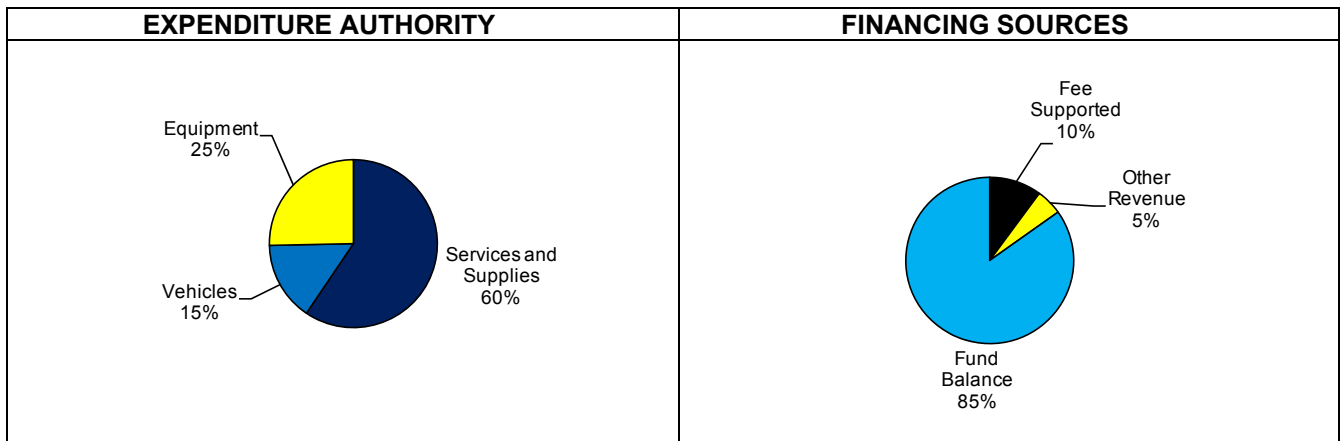 EXPENDITURE AUTHORITY
Equipment
25%
Vehicles
15%
Services and
Supplies
60%
FINANCING SOURCES
Fee
Supported
10%
Other
Revenue
5%
Fund
Balance
85%